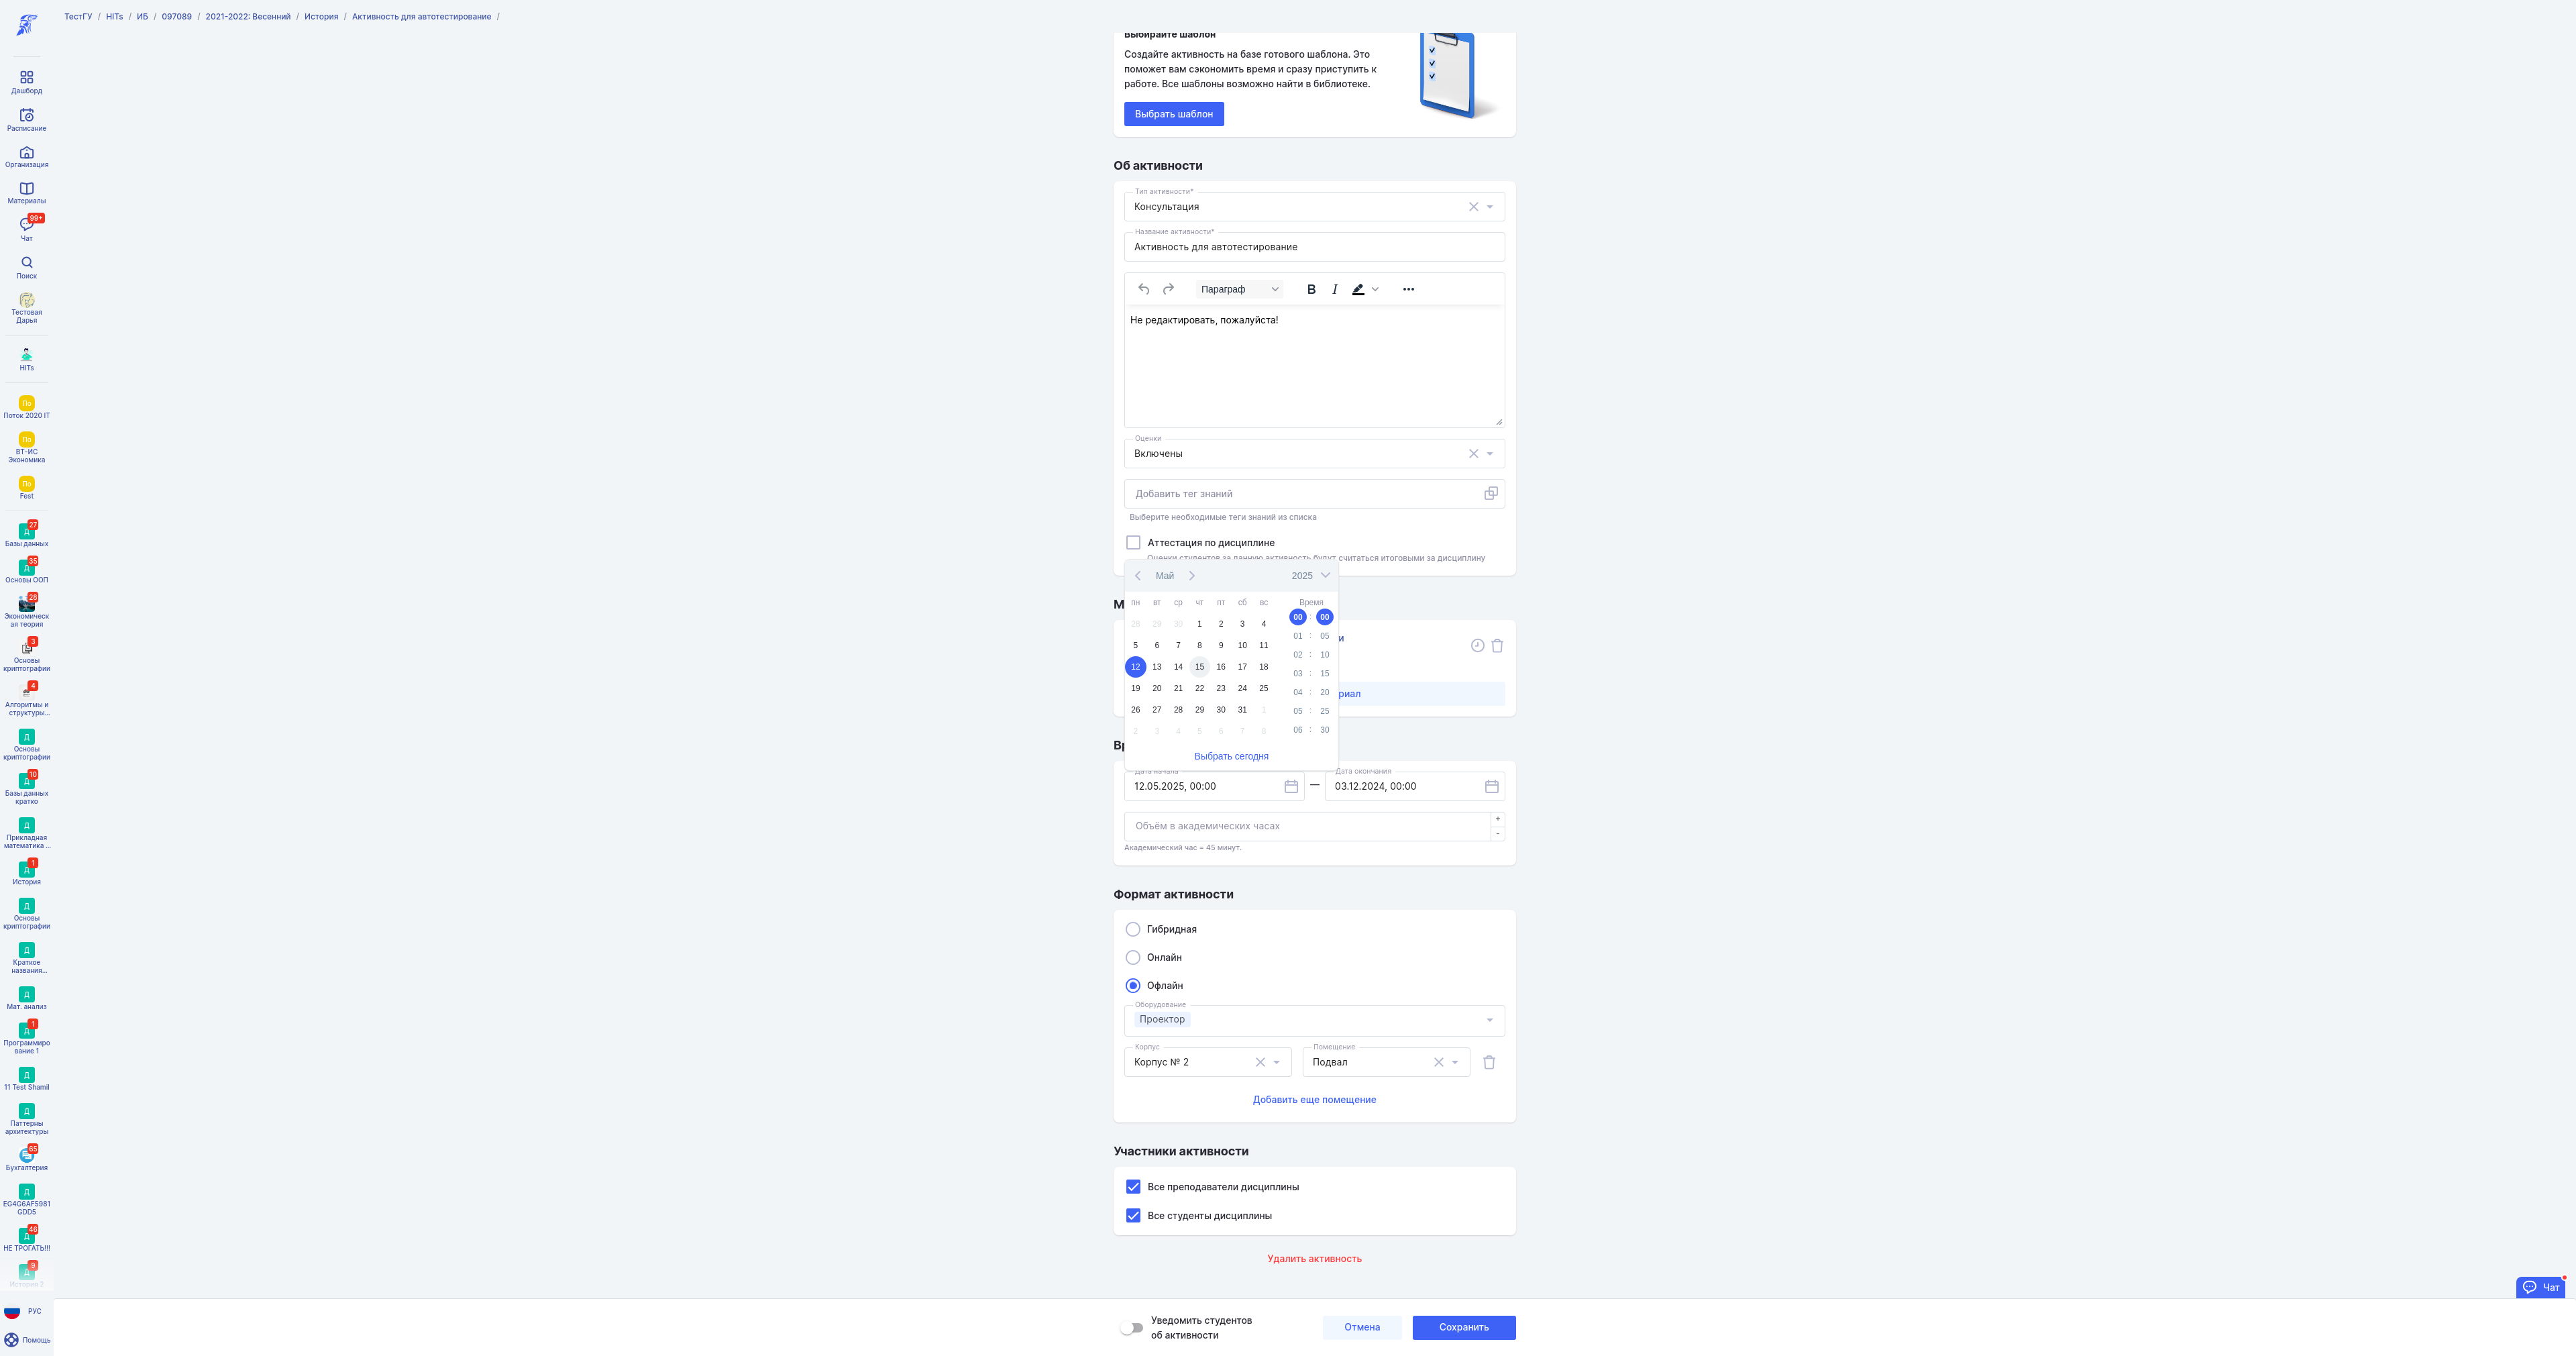 ТестГУ / HITs / ИБ / 097089 / 2021-2022: Весенний / История / Активность для автотестирование /
Дашборд
Расписание
Организация
Материалы
99+
Чат
Поиск
Тестовая
Дарья
HITs
По
Поток 2020 IT
По
ВТ-ИС
Экономика
По
Fest
27
Д
Базы данных
35
Д
Основы ООП
28
Экономическ
ая теория
3
Основы
криптографии
4
Алгоритмы и
структуры...
Д
Основы
криптографии
10
Д
Базы данных
кратко
Д
Прикладная
математика ...
1
Д
История
Д
Основы
криптографии
Д
Краткое
названия...
Д
Мат. анализ
1
Д
Программиро
вание 1
Д
11 Test Shamil
Д
Паттерны
архитектуры
65
Бухгалтерия
Д
EG4G6AF5981
GDD5
46
Д
НЕ ТРОГАТЬ!!!
9
Д
История 2
РУС
Помощь
Выбирайте шаблон
Создайте активность на базе готового шаблона. Это
поможет вам сэкономить время и сразу приступить к
работе. Все шаблоны возможно найти в библиотеке.
Выбрать шаблон
Об активности
Тип активности*
Консультация
Название активности*
Активность для автотестирование
Параграф
B I
Не редактировать, пожалуйста!
Оценки
Включены
Добавить тег знаний
Выберите необходимые теги знаний из списка
Аттестация по дисциплине
Оценки студентов за данную активность будут считаться итоговыми за дисциплину
Май 2025
пн вт ср чт пт сб вс Время
28 29 30 1 2 3 4
5 6 7 8 9 10 11
12 13 14 15 16 17 18
19 20 21 22 23 24 25
26 27 28 29 30 31 1
2 3 4 5 6 7 8
00 : 00
01 : 05
02 : 10
03 : 15
04 : 20
05 : 25
06 : 30
Выбрать сегодня
М
и
риал
Вр
Дата начала
12.05.2025, 00:00
—
Дата окончания
03.12.2024, 00:00
Объём в академических часах
+
-
Академический час = 45 минут.
Формат активности
Гибридная
Онлайн
Офлайн
Оборудование
Проектор
Корпус
Корпус № 2
Помещение
Подвал
Добавить еще помещение
Участники активности
Все преподаватели дисциплины
Все студенты дисциплины
Удалить активность
Уведомить студентов
об активности
Отмена
Сохранить
Чат